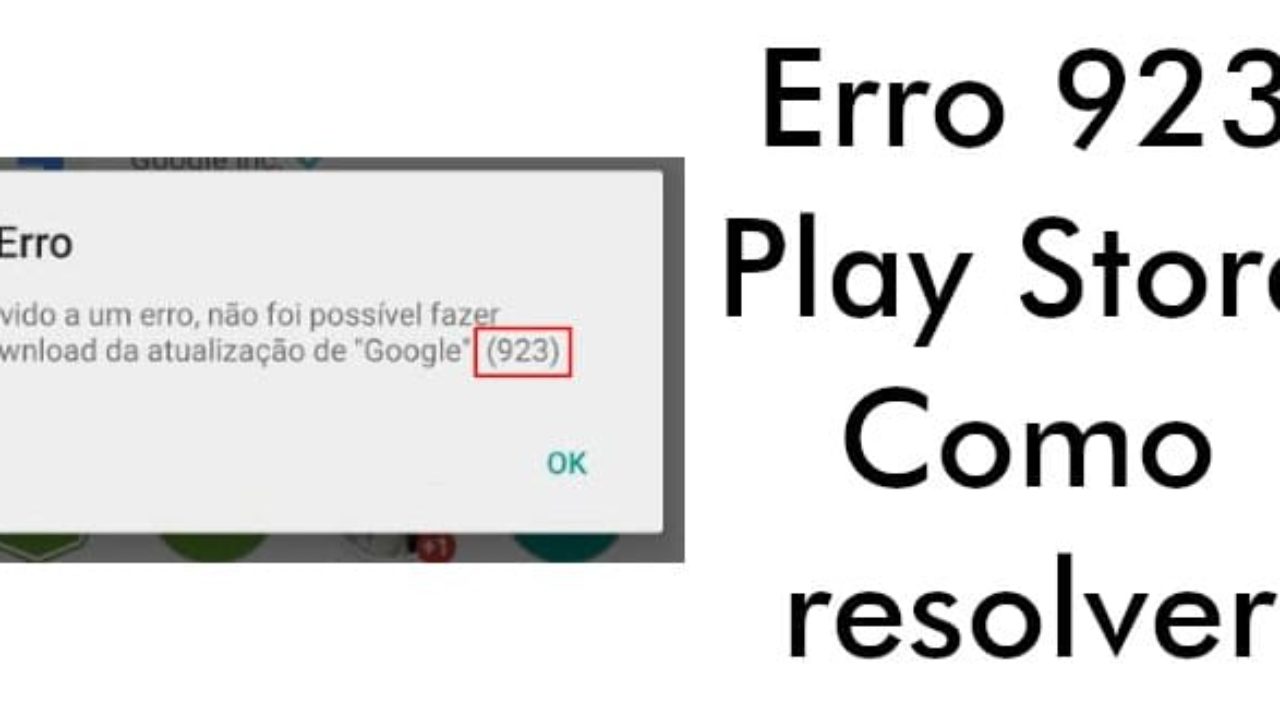 Google Inc.
Erro
vido a um erro, não foi possível fazer
wnload da atualização de "Google" (923)
OK
+1
Erro 923
Play Store
Como
resolver